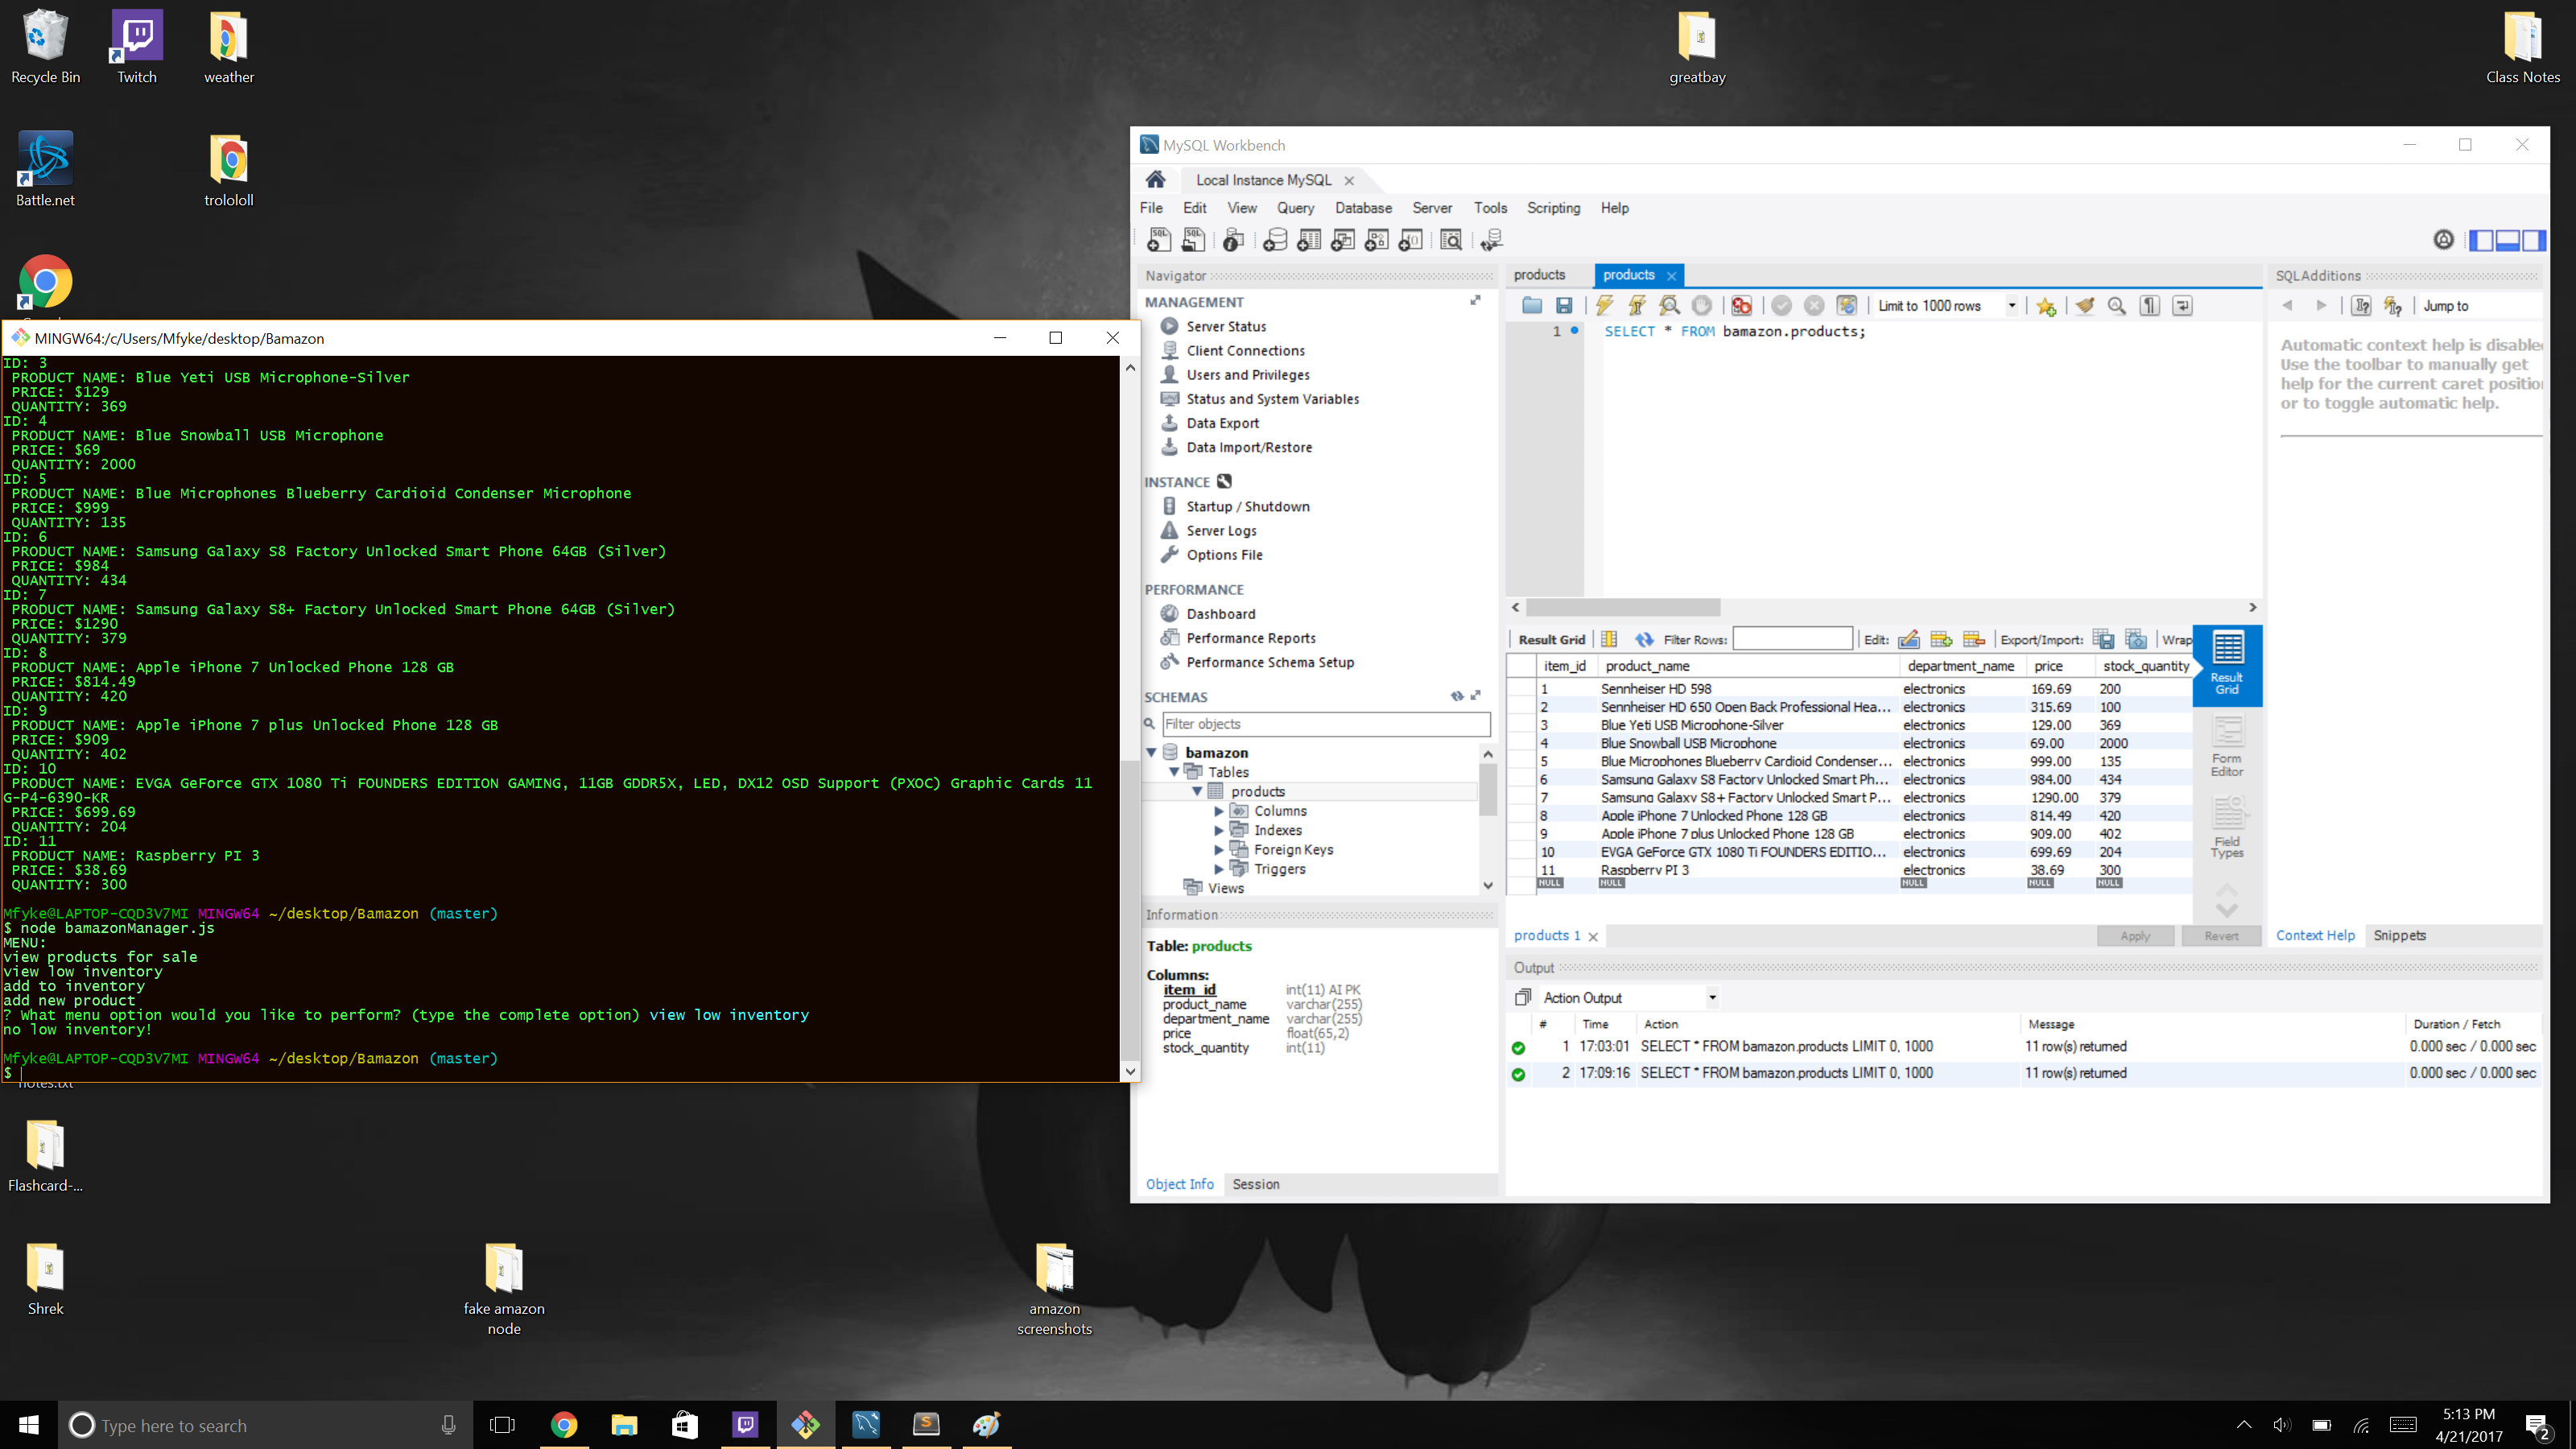 Recycle Bin
Twitch
weather
greatbay
Class Notes
Battle.net
trolololl
MINGW64:/c/Users/Mfyke/desktop/Bamazon
ID: 3
PRODUCT NAME: Blue Yeti USB Microphone-Silver
PRICE: $129
QUANTITY: 369
ID: 4
PRODUCT NAME: Blue Snowball USB Microphone
PRICE: $69
QUANTITY: 2000
ID: 5
PRODUCT NAME: Blue Microphones Blueberry Cardioid Condenser Microphone
PRICE: $999
QUANTITY: 135
ID: 6
PRODUCT NAME: Samsung Galaxy S8 Factory Unlocked Smart Phone 64GB (Silver)
PRICE: $984
QUANTITY: 434
ID: 7
PRODUCT NAME: Samsung Galaxy S8+ Factory Unlocked Smart Phone 64GB (Silver)
PRICE: $1290
QUANTITY: 379
ID: 8
PRODUCT NAME: Apple iPhone 7 Unlocked Phone 128 GB
PRICE: $814.49
QUANTITY: 420
ID: 9
PRODUCT NAME: Apple iPhone 7 plus Unlocked Phone 128 GB
PRICE: $909
QUANTITY: 402
ID: 10
PRODUCT NAME: EVGA GeForce GTX 1080 Ti FOUNDERS EDITION GAMING, 11GB GDDR5X, LED, DX12 OSD Support (PXOC) Graphic Cards 11
G-P4-6390-KR
PRICE: $699.69
QUANTITY: 204
ID: 11
PRODUCT NAME: Raspberry PI 3
PRICE: $38.69
QUANTITY: 300
Mfyke@LAPTOP-CQD3V7MI MINGW64 ~/desktop/Bamazon (master)
$ node bamazonManager.js
MENU:
view products for sale
view low inventory
add to inventory
add new product
? What menu option would you like to perform? (type the complete option) view low inventory
no low inventory!
Mfyke@LAPTOP-CQD3V7MI MINGW64 ~/desktop/Bamazon (master)
$
notes.txt
Flashcard-...
Shrek
fake amazon
node
amazon
screenshots
MySQL Workbench
Local Instance MySQL
File Edit View Query Database Server Tools Scripting Help
Navigator
MANAGEMENT
Server Status
Client Connections
Users and Privileges
Status and System Variables
Data Export
Data Import/Restore
INSTANCE
Startup / Shutdown
Server Logs
Options File
PERFORMANCE
Dashboard
Performance Reports
Performance Schema Setup
SCHEMAS
Filter objects
bamazon
Tables
products
Columns
Indexes
Foreign Keys
Triggers
Views
Information
Table: products
Columns:
item_id int(11) AI PK
product_name varchar(255)
department_name varchar(255)
price float(65,2)
stock_quantity int(11)
Object Info Session
products products
Limit to 1000 rows
1 SELECT * FROM bamazon.products;
Result Grid Filter Rows: Edit: Export/Import: Wrap
item_id product_name department_name price stock_quantity
1 Sennheiser HD 598 electronics 169.69 200
2 Sennheiser HD 650 Open Back Professional Hea... electronics 315.69 100
3 Blue Yeti USB Microphone-Silver electronics 129.00 369
4 Blue Snowball USB Microphone electronics 69.00 2000
5 Blue Microphones Blueberry Cardioid Condenser... electronics 999.00 135
6 Samsung Galaxy S8 Factory Unlocked Smart Ph... electronics 984.00 434
7 Samsung Galaxy S8+ Factory Unlocked Smart P... electronics 1290.00 379
8 Apple iPhone 7 Unlocked Phone 128 GB electronics 814.49 420
9 Apple iPhone 7 plus Unlocked Phone 128 GB electronics 909.00 402
10 EVGA GeForce GTX 1080 Ti FOUNDERS EDITIO... electronics 699.69 204
11 Raspberry PI 3 electronics 38.69 300
NULL NULL NULL NULL NULL
Result
Grid
Form
Editor
Field
Types
products 1 Apply Revert
SQLAdditions
Jump to
Automatic context help is disable
Use the toolbar to manually get
help for the current caret positio
or to toggle automatic help.
Context Help Snippets
Output
Action Output
# Time Action Message Duration / Fetch
1 17:03:01 SELECT * FROM bamazon.products LIMIT 0, 1000 11 row(s) returned 0.000 sec / 0.000 sec
2 17:09:16 SELECT * FROM bamazon.products LIMIT 0, 1000 11 row(s) returned 0.000 sec / 0.000 sec
Type here to search
5:13 PM
4/21/2017
2